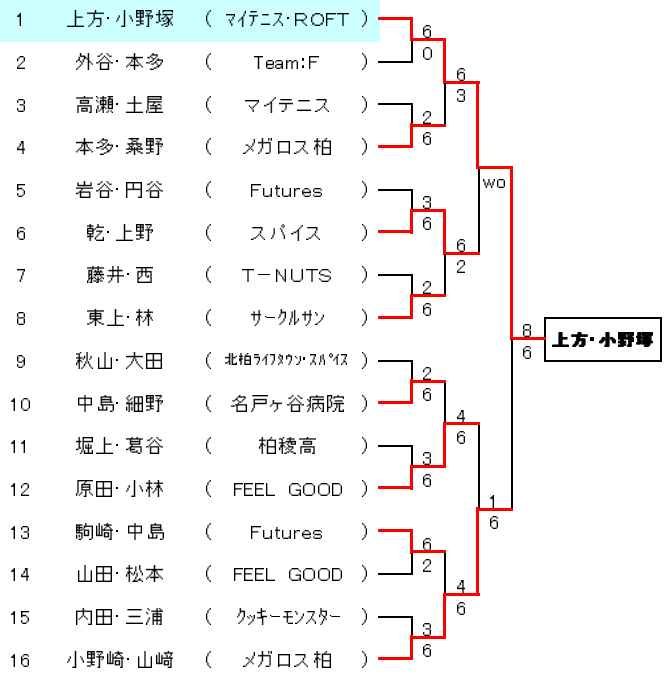 1 上方・小野塚 ( マイテニス・ROFT )
6
0
2 外谷・本多 ( Team:F )
6
3
3 高瀬・土屋 ( マイテニス )
2
6
4 本多・桑野 ( メガロス柏 )
wo
5 岩谷・円谷 ( Futures )
3
6
6 乾・上野 ( スパイス )
6
2
7 藤井・西 ( T-NUTS )
2
6
8 東上・林 ( サークルサン )
8
6
上方・小野塚
9 秋山・大田 ( 北柏ライフタウン・スパイス )
2
6
10 中島・細野 ( 名戸ヶ谷病院 )
4
6
11 堀上・葛谷 ( 柏稜高 )
3
6
12 原田・小林 ( FEEL GOOD )
1
6
13 駒崎・中島 ( Futures )
6
2
14 山田・松本 ( FEEL GOOD )
4
6
15 内田・三浦 ( クッキーモンスター )
3
6
16 小野崎・山﨑 ( メガロス柏 )